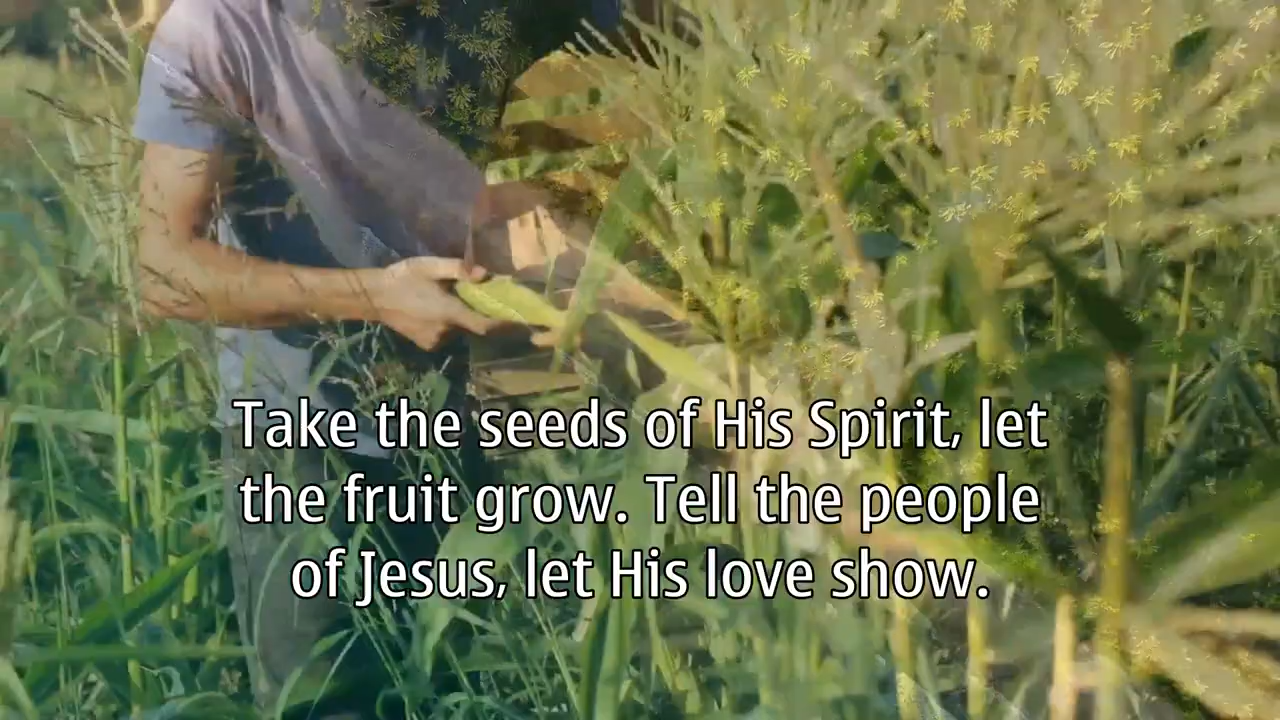 Take the seeds of His Spirit, let
the fruit grow. Tell the people
of Jesus, let His love show.